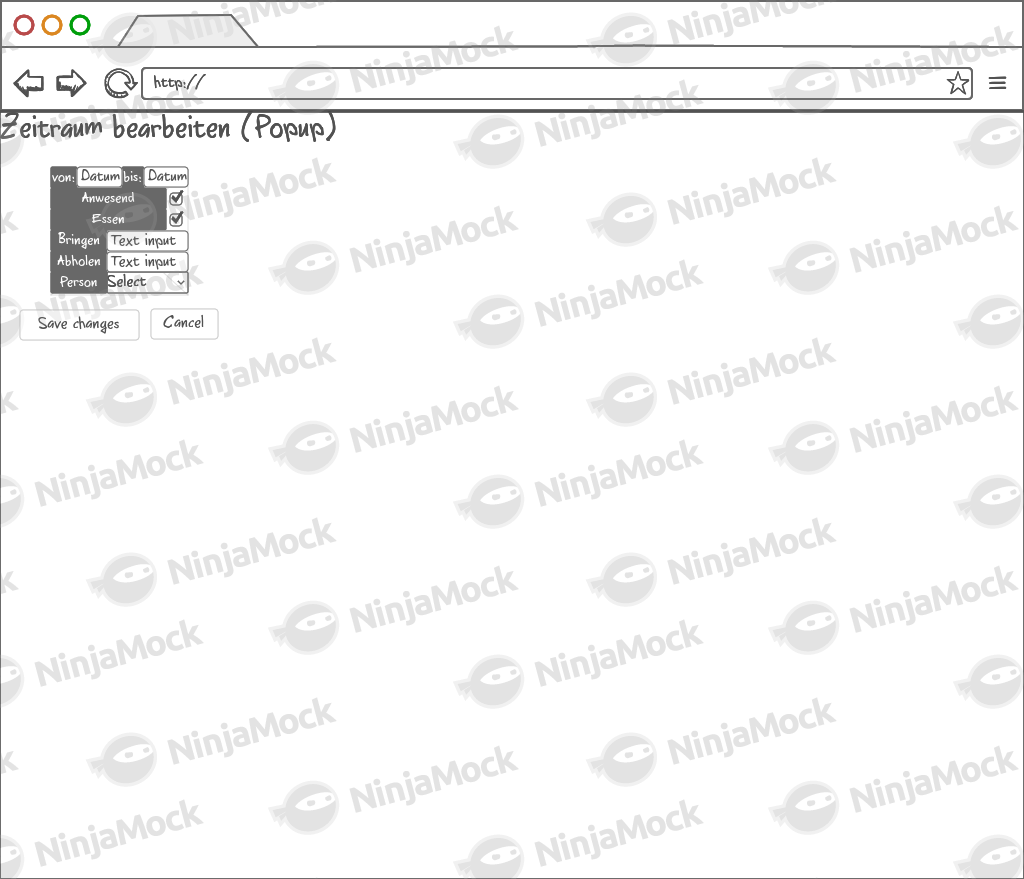 http://
Zeitraum bearbeiten (Popup)
von: Datum bis: Datum
Anwesend
Essen
Bringen Text input
Abholen Text input
Person Select
Save changes Cancel
NinjaMock